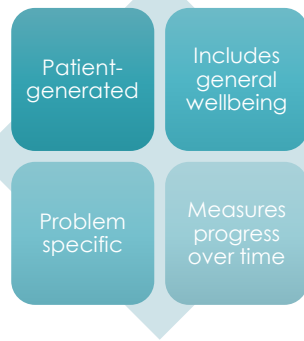 Patient-
generated
Includes
general
wellbeing
Problem
specific
Measures
progress
over time